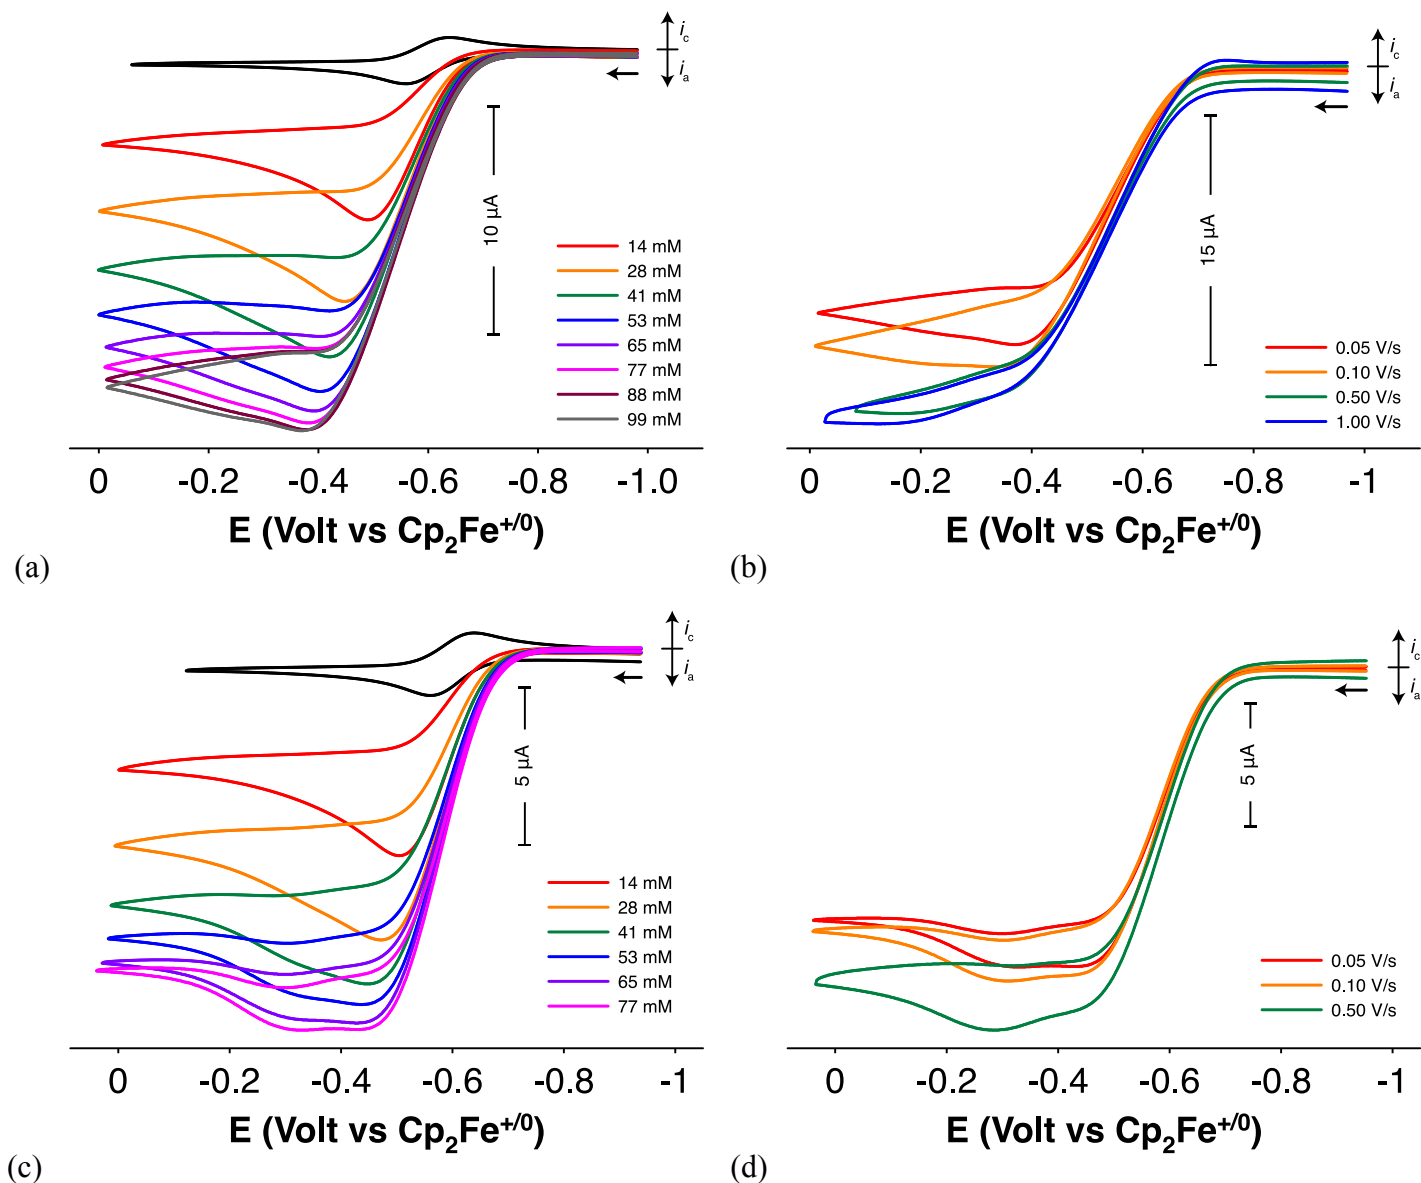 i_c
i_a
10 µA
14 mM
28 mM
41 mM
53 mM
65 mM
77 mM
88 mM
99 mM
0 -0.2 -0.4 -0.6 -0.8 -1.0
E (Volt vs Cp₂Fe⁺ᐟ⁰)
(a)
i_c
i_a
15 µA
0.05 V/s
0.10 V/s
0.50 V/s
1.00 V/s
0 -0.2 -0.4 -0.6 -0.8 -1
E (Volt vs Cp₂Fe⁺ᐟ⁰)
(b)
i_c
i_a
5 µA
14 mM
28 mM
41 mM
53 mM
65 mM
77 mM
0 -0.2 -0.4 -0.6 -0.8 -1
E (Volt vs Cp₂Fe⁺ᐟ⁰)
(c)
i_c
i_a
5 µA
0.05 V/s
0.10 V/s
0.50 V/s
0 -0.2 -0.4 -0.6 -0.8 -1
E (Volt vs Cp₂Fe⁺ᐟ⁰)
(d)